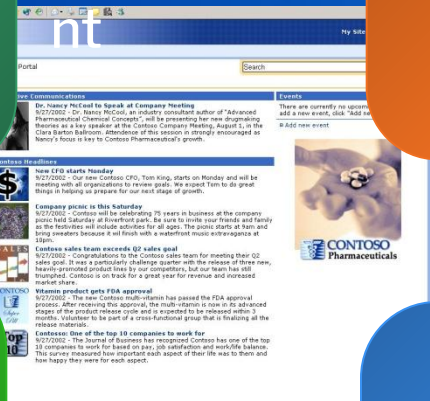 nt
My Site
Portal
Search
ive Communications
Dr. Nancy McCool to Speak at Company Meeting
9/27/2002 - Dr. Nancy McCool, an industry consultant author of "Advanced
Pharmaceutical Chemical Concepts", will be presenting her new drugmaking
theories as a key speaker at the Contoso Company Meeting, August 1, in the
Clara Barton Ballroom. Attendence of this session is strongly encouraged as
Nancy's focus is key to Contoso Pharmaceutical's growth.
Events
There are currently no upcomi
add a new event, click "Add ne
Add new event
ontoso Headlines
$
New CFO starts Monday
9/27/2002 - Our new Contoso CFO, Tom King, starts on Monday and will be
meeting with all organizations to review goals. We expect Tom to do great
things in helping us prepare for our next stage of growth.
Company picnic is this Saturday
9/27/2002 - Contoso will be celebrating 75 years in business at the company
picnic held Saturday at Riverfront park. Be sure to invite your friends and family
as the festivities will include activities for all ages. The picnic starts at 9am and
bring sweaters because it will finish with a waterfront music extravaganza at
10pm.
SALES
Contoso sales team exceeds Q2 sales goal
9/27/2002 - Congratulations to the Contoso Sales team for meeting their Q2
sales goal. It was a particularly challenge quarter with the release of three new,
heavily-promoted product lines by our competitors, but our team has still
triumphed. Contoso is on track for a great year for revenue and increased
market share.
CONTOSO
Super
Vitamin product gets FDA approval
9/27/2002 - The new Contoso multi-vitamin has passed the FDA approval
process. After receiving this approval, the multi-vitamin is now in its advanced
stages of the product release cycle and is expected to be released within 3
months. Volunteer to be part of a cross-functional group that is finalizing all the
release materials.
Top
10
Contosso: One of the top 10 companies to work for
9/27/2002 - The Journal of Business has recognized Contoso has one of the top
10 companies to work for based on pay, job satisfaction and work/life balance.
This survey measured how important each aspect of their life was to them and
how happy they were for each aspect.
CONTOSO
Pharmaceuticals